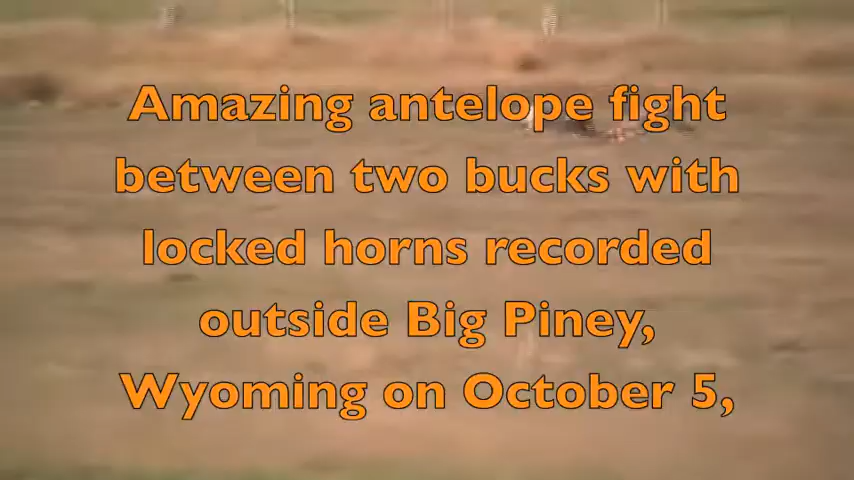 Amazing antelope fight
between two bucks with
locked horns recorded
outside Big Piney,
Wyoming on October 5,